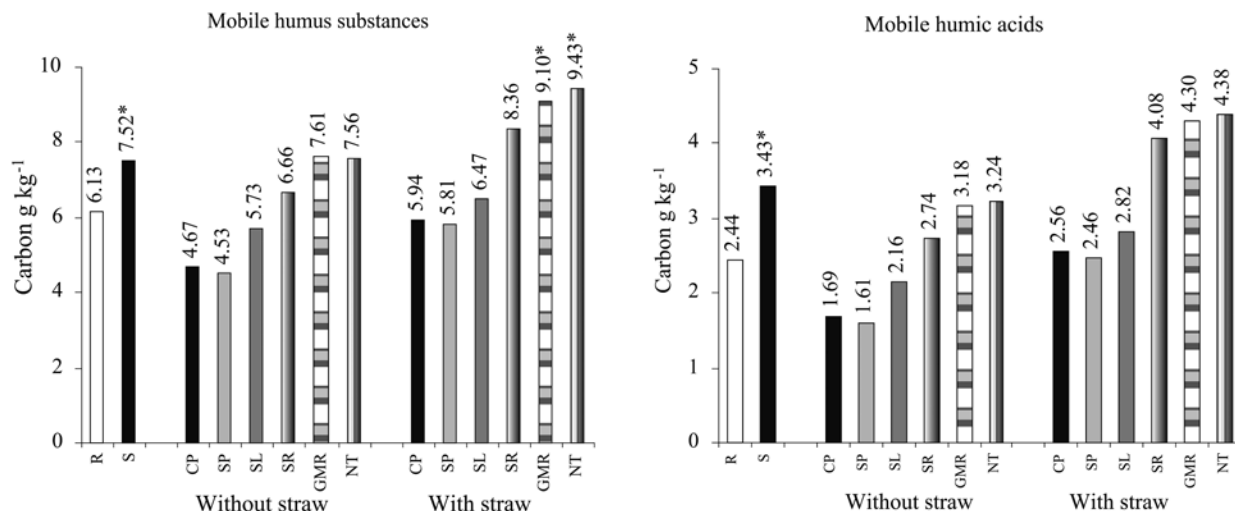 Mobile humus substances
Carbon g kg⁻¹
10
8
6
4
2
0
6.13
7.52*
4.67
4.53
5.73
6.66
7.61
7.56
5.94
5.81
6.47
8.36
9.10*
9.43*
R
S
CP
SP
SL
SR
GMR
NT
CP
SP
SL
SR
GMR
NT
Without straw
With straw
Mobile humic acids
Carbon g kg⁻¹
5
4
3
2
1
0
2.44
3.43*
1.69
1.61
2.16
2.74
3.18
3.24
2.56
2.46
2.82
4.08
4.30
4.38
R
S
CP
SP
SL
SR
GMR
NT
CP
SP
SL
SR
GMR
NT
Without straw
With straw